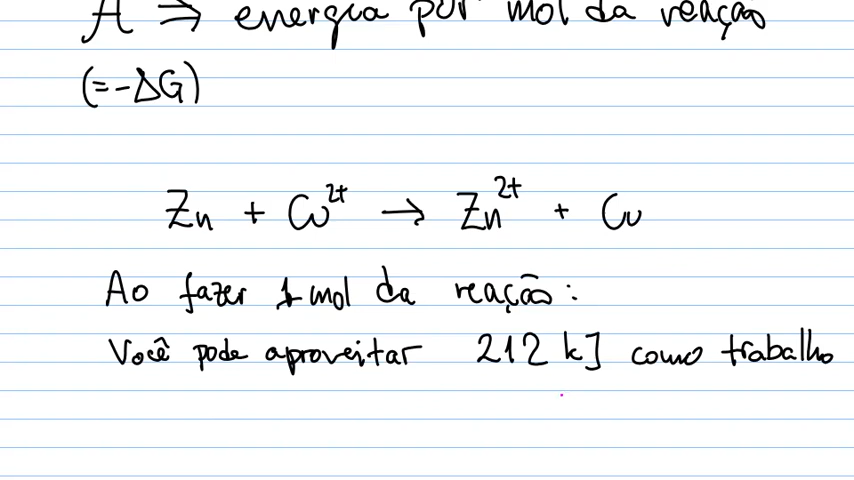 A ⇒ energia por mol da reação
(=-ΔG)
Zn + Cu²⁺ → Zn²⁺ + Cu
Ao fazer 1 mol da reação:
Você pode aproveitar 212 kJ como trabalho